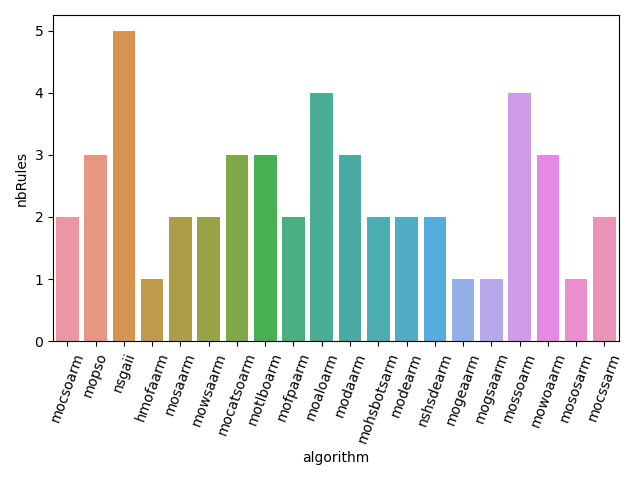 5
4
3
2
1
0
nbRules
mocsoarm
mopso
nsgaii
hmofaarm
mosaarm
mowsaarm
mocatsoarm
motlboarm
mofpaarm
moaloarm
modaarm
mohsbotsarm
modearm
nshsdearm
mogeaarm
mogsaarm
mossoarm
mowoaarm
mososarm
mocssarm
algorithm